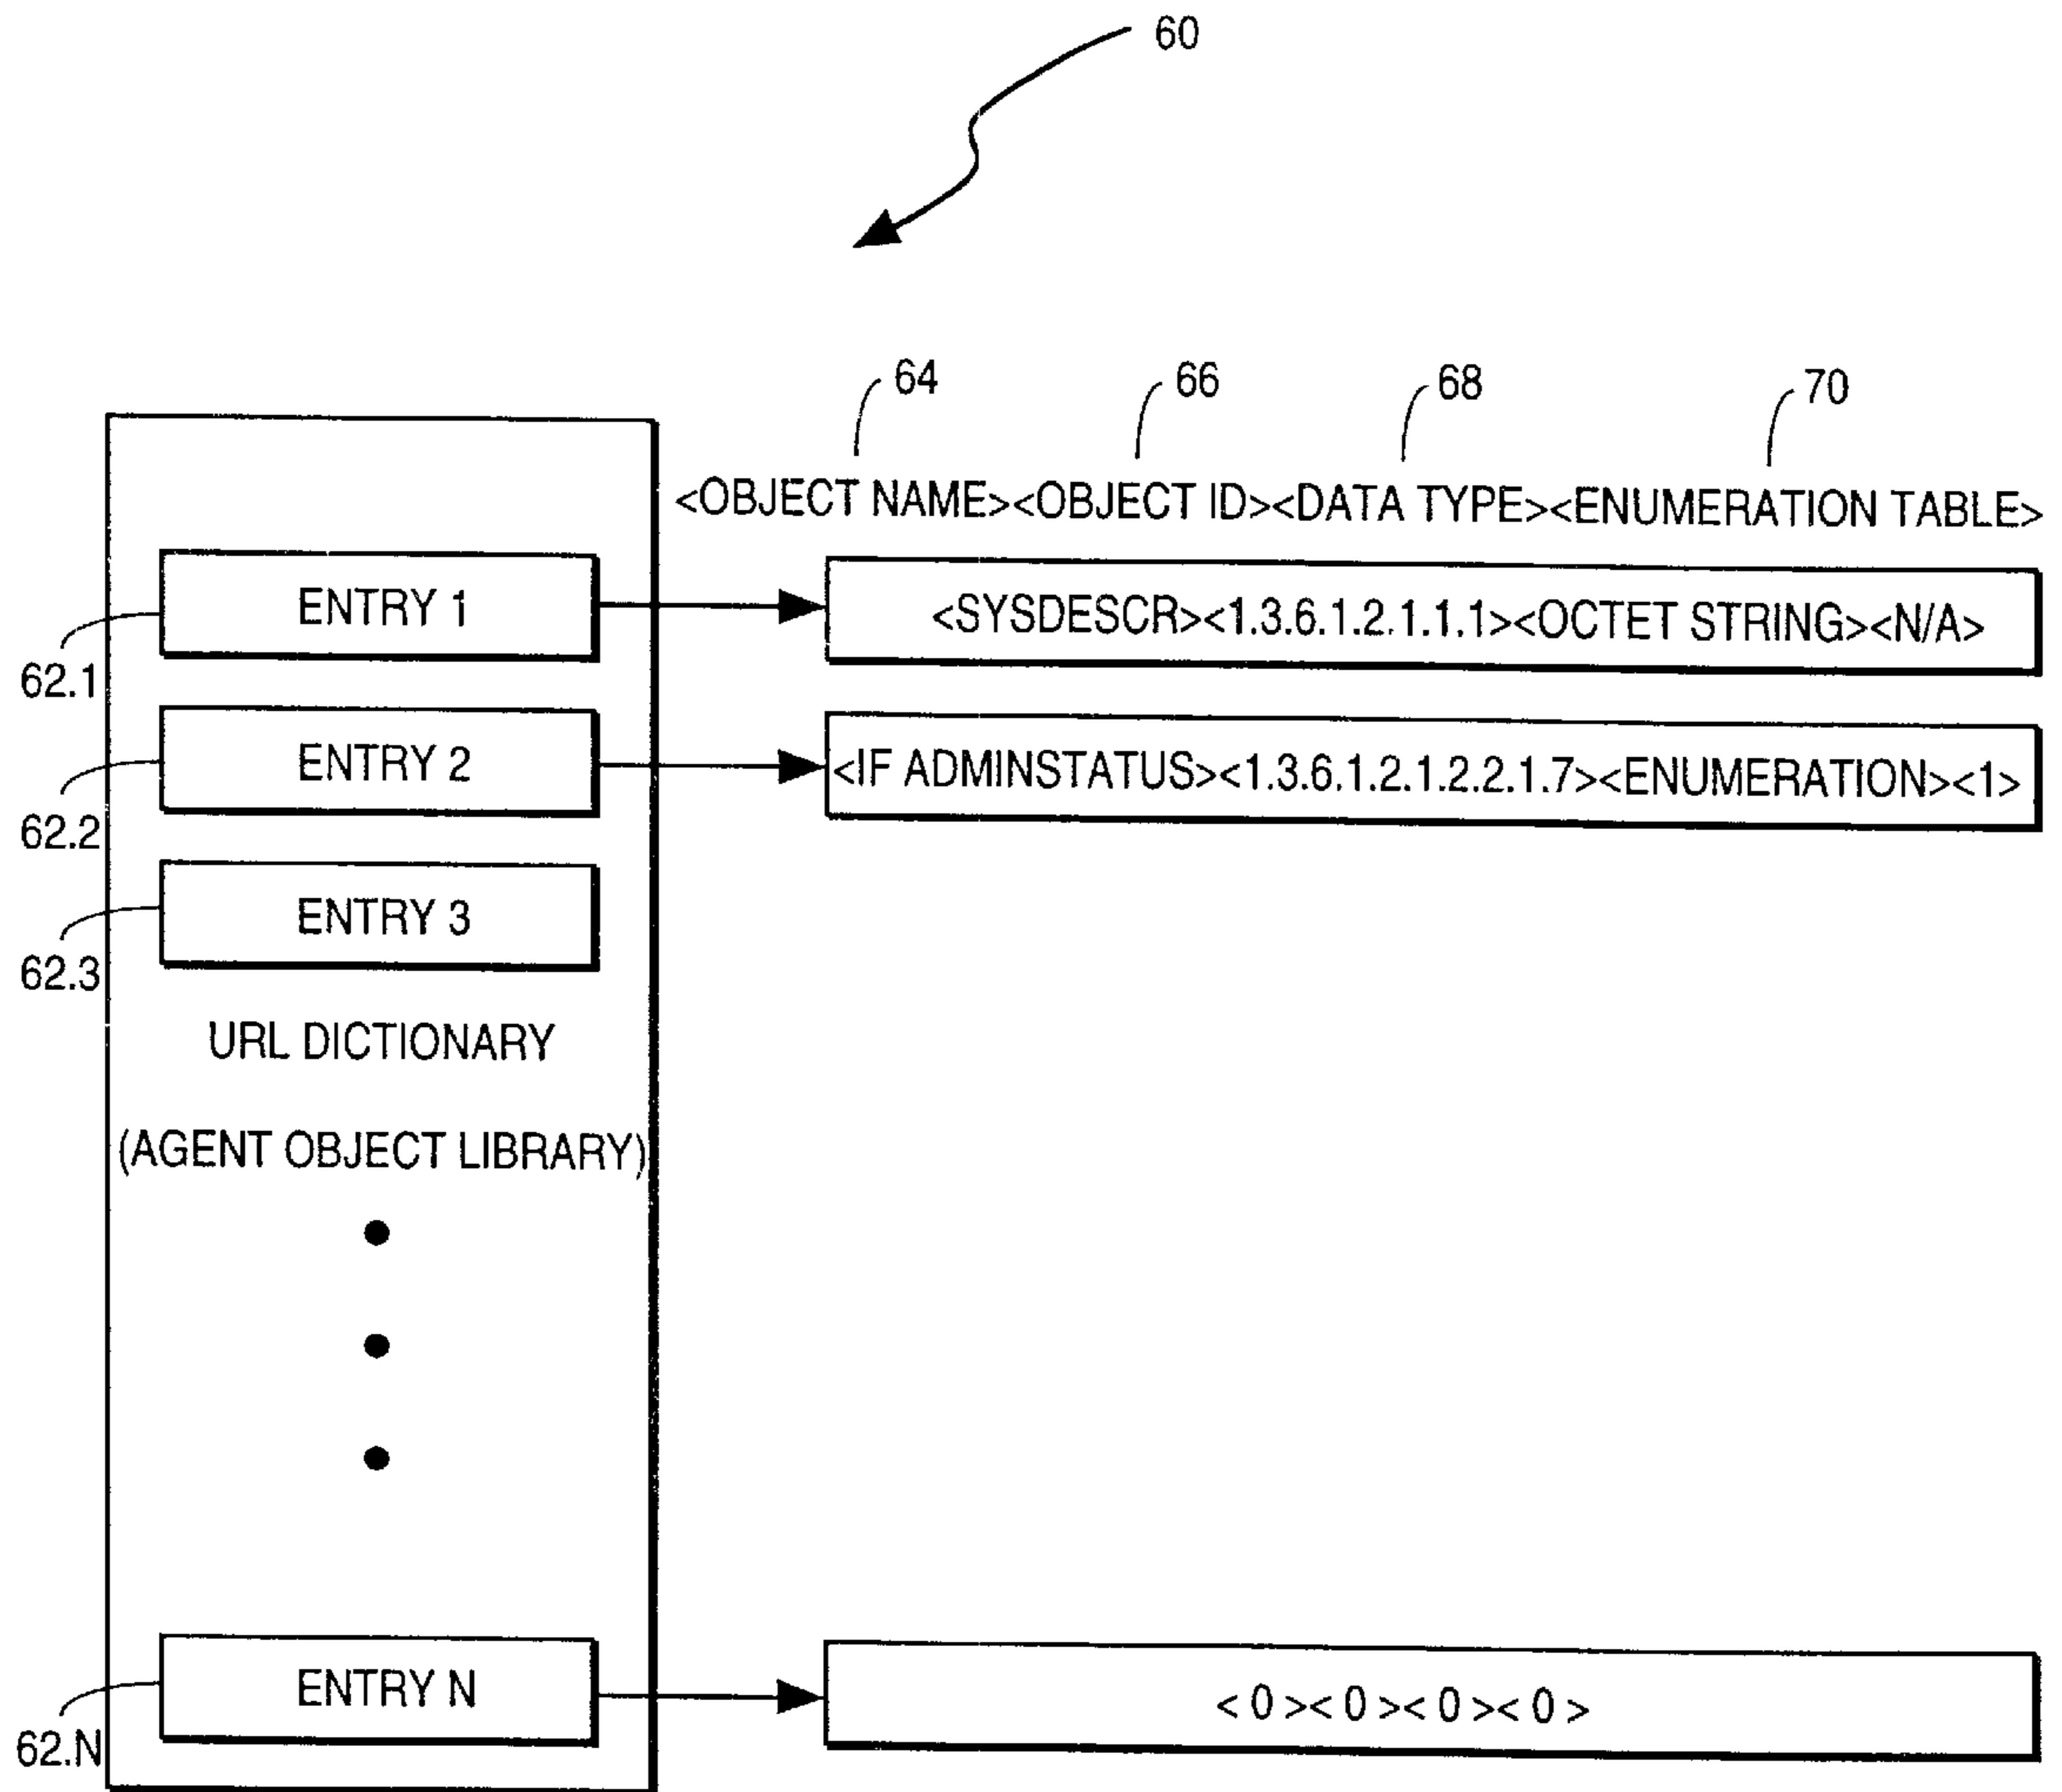 60
64 66 68 70
<OBJECT NAME><OBJECT ID><DATA TYPE><ENUMERATION TABLE>
ENTRY 1
<SYSDESCR><1.3.6.1.2.1.1.1><OCTET STRING><N/A>
62.1
ENTRY 2
<IF ADMINSTATUS><1.3.6.1.2.1.2.2.1.7><ENUMERATION><1>
62.2
ENTRY 3
62.3
URL DICTIONARY
(AGENT OBJECT LIBRARY)
ENTRY N
< 0 >< 0 >< 0 >< 0 >
62.N